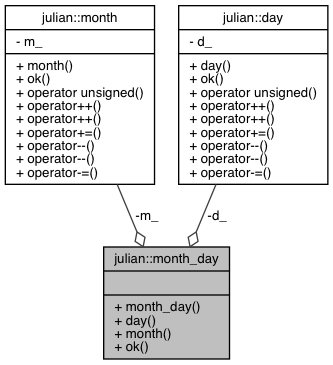 julian::month
- m_
+ month()
+ ok()
+ operator unsigned()
+ operator++()
+ operator++()
+ operator+=()
+ operator--()
+ operator--()
+ operator-=()
julian::day
- d_
+ day()
+ ok()
+ operator unsigned()
+ operator++()
+ operator++()
+ operator+=()
+ operator--()
+ operator--()
+ operator-=()
-m_
-d_
julian::month_day
+ month_day()
+ day()
+ month()
+ ok()